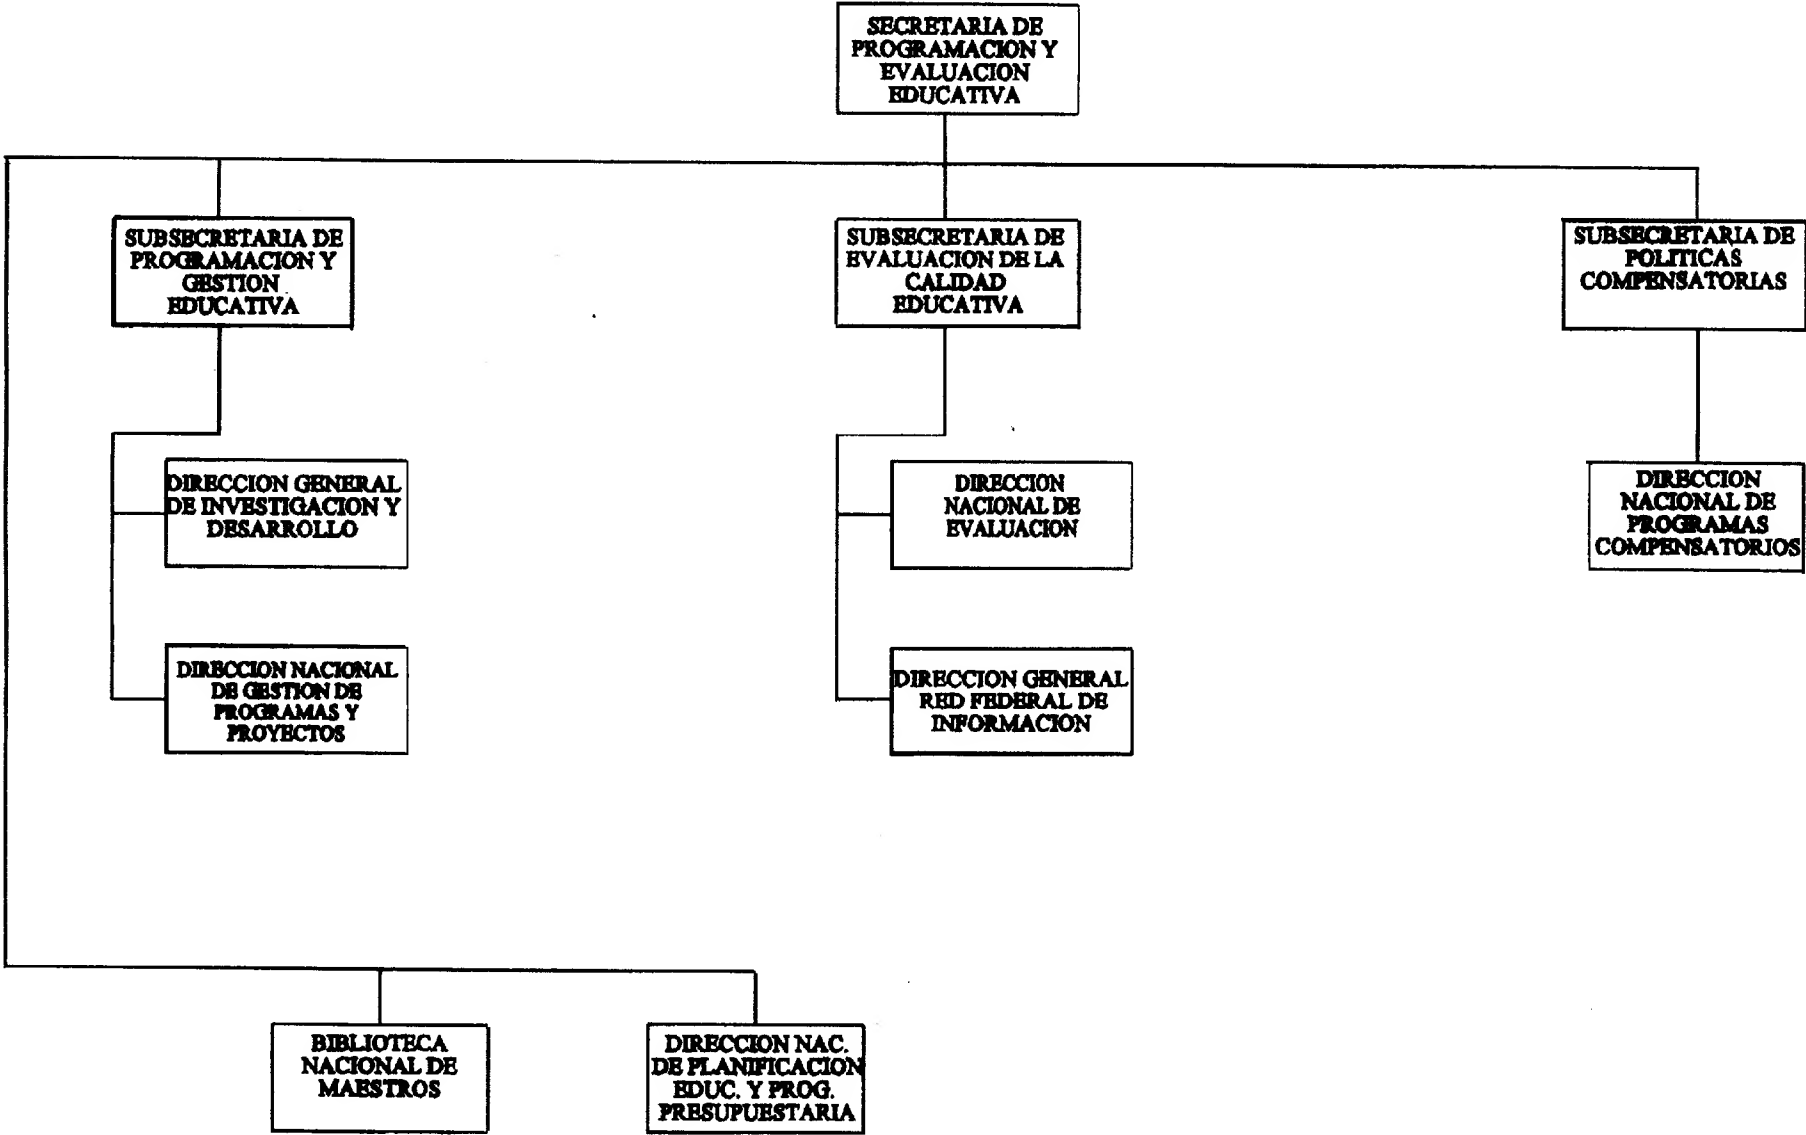 SECRETARIA DE
PROGRAMACION Y
EVALUACION
EDUCATIVA
SUBSECRETARIA DE
PROGRAMACION Y
GESTION
EDUCATIVA
SUBSECRETARIA DE
EVALUACION DE LA
CALIDAD
EDUCATIVA
SUBSECRETARIA DE
POLITICAS
COMPENSATORIAS
DIRECCION GENERAL
DE INVESTIGACION Y
DESARROLLO
DIRECCION
NACIONAL DE
EVALUACION
DIRECCION
NACIONAL DE
PROGRAMAS
COMPENSATORIOS
DIRECCION NACIONAL
DE GESTION DE
PROGRAMAS Y
PROYECTOS
DIRECCION GENERAL
RED FEDERAL DE
INFORMACION
BIBLIOTECA
NACIONAL DE
MAESTROS
DIRECCION NAC.
DE PLANIFICACION
EDUC. Y PROG.
PRESUPUESTARIA